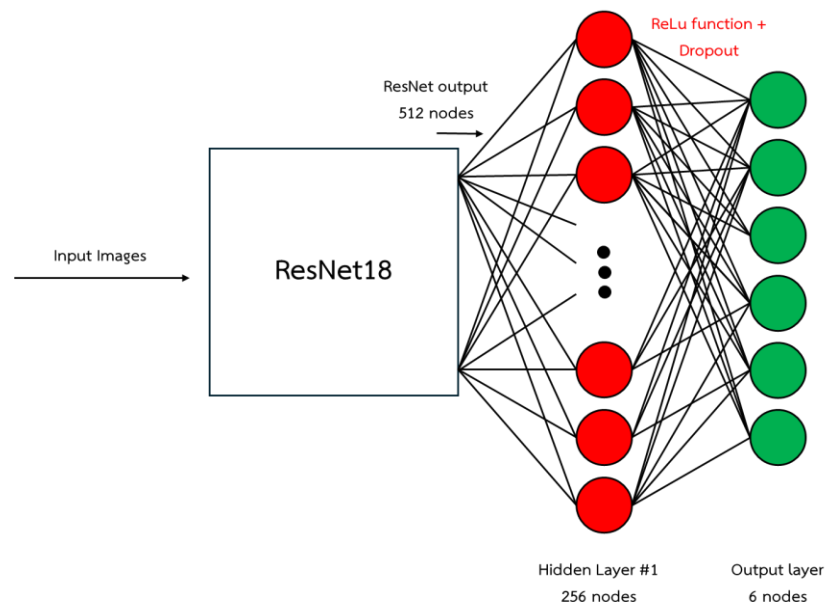 ReLu function +
Dropout
ResNet output
512 nodes
Input Images
ResNet18
Hidden Layer #1
256 nodes
Output layer
6 nodes